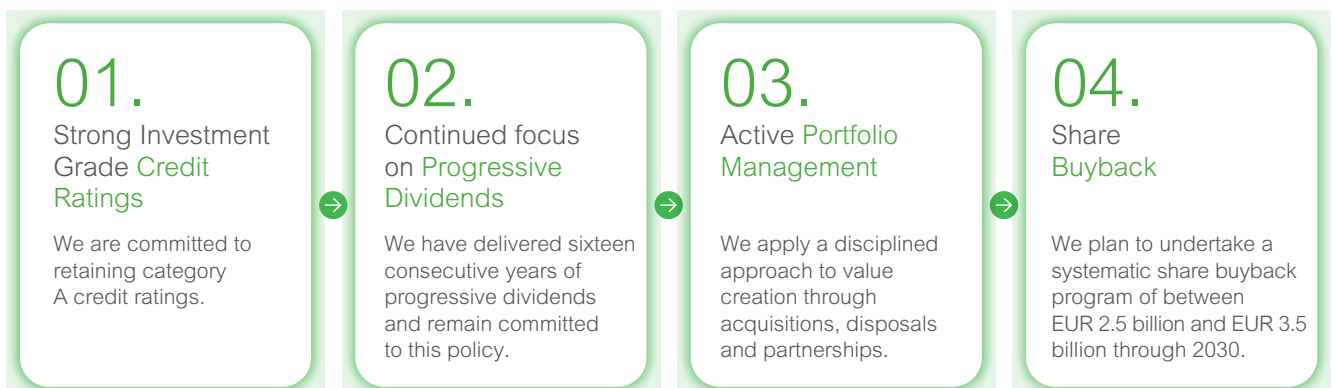 01.
Strong Investment
Grade Credit
Ratings
We are committed to
retaining category
A credit ratings.
02.
Continued focus
on Progressive
Dividends
We have delivered sixteen
consecutive years of
progressive dividends
and remain committed
to this policy.
03.
Active Portfolio
Management
We apply a disciplined
approach to value
creation through
acquisitions, disposals
and partnerships.
04.
Share
Buyback
We plan to undertake a
systematic share buyback
program of between
EUR 2.5 billion and EUR 3.5
billion through 2030.